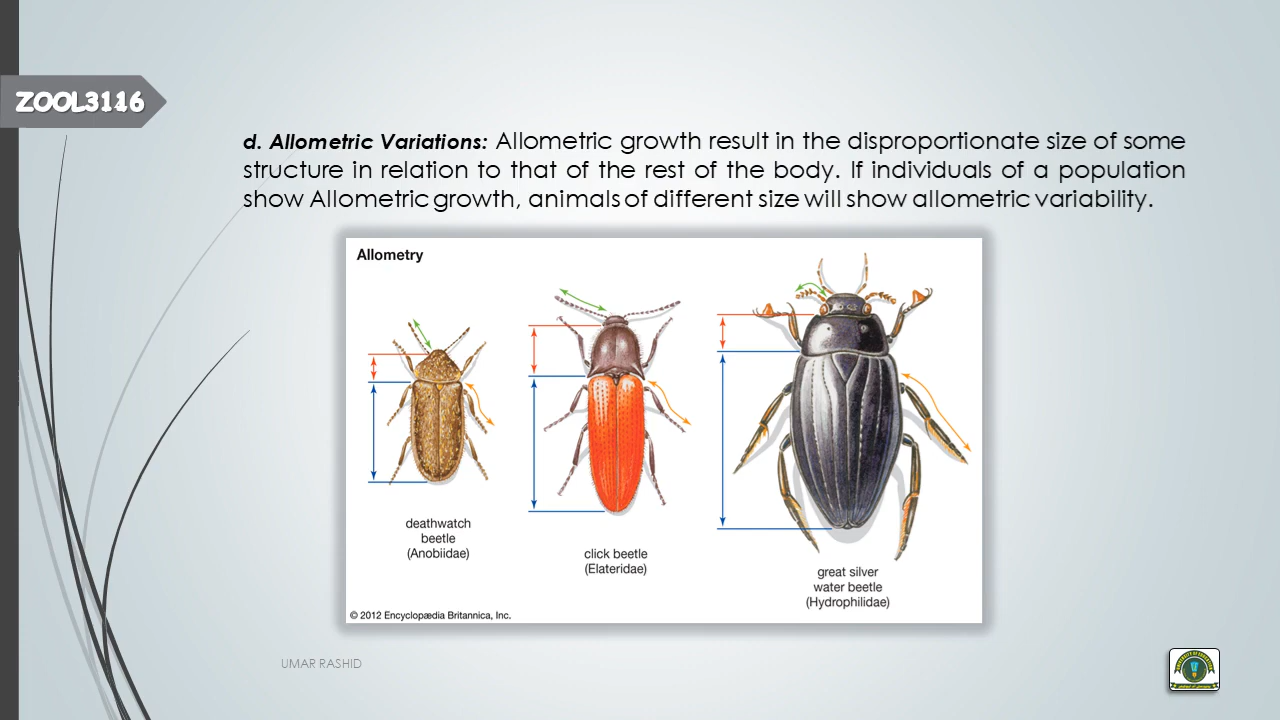 ZOOL3116
d. Allometric Variations: Allometric growth result in the disproportionate size of some
structure in relation to that of the rest of the body. If individuals of a population
show Allometric growth, animals of different size will show allometric variability.
Allometry
deathwatch
beetle
(Anobiidae)
click beetle
(Elateridae)
great silver
water beetle
(Hydrophilidae)
© 2012 Encyclopædia Britannica, Inc.
UMAR RASHID